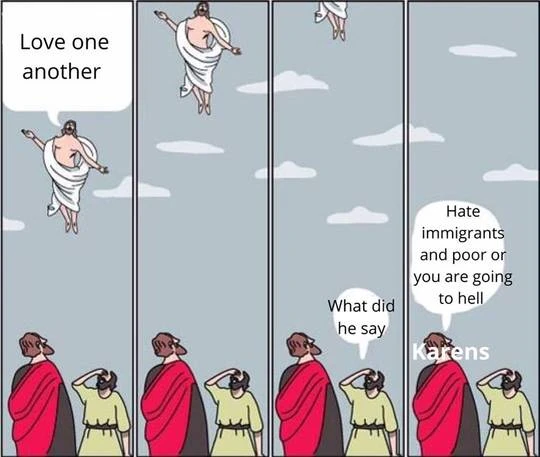 Love one
another
What did
he say
Hate
immigrants
and poor or
you are going
to hell
Karens